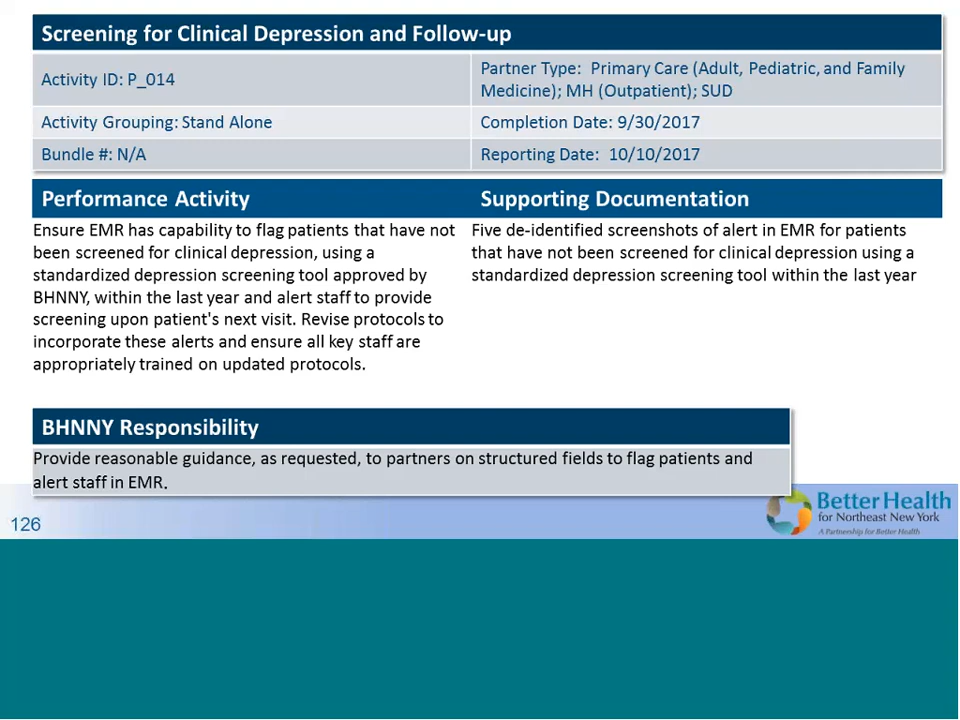 Screening for Clinical Depression and Follow-up
Activity ID: P_014
Partner Type: Primary Care (Adult, Pediatric, and Family
Medicine); MH (Outpatient); SUD
Activity Grouping: Stand Alone
Completion Date: 9/30/2017
Bundle #: N/A
Reporting Date: 10/10/2017
Performance Activity
Supporting Documentation
Ensure EMR has capability to flag patients that have not
been screened for clinical depression, using a
standardized depression screening tool approved by
BHNNY, within the last year and alert staff to provide
screening upon patient's next visit. Revise protocols to
incorporate these alerts and ensure all key staff are
appropriately trained on updated protocols.
Five de-identified screenshots of alert in EMR for patients
that have not been screened for clinical depression using a
standardized depression screening tool within the last year
BHNNY Responsibility
Provide reasonable guidance, as requested, to partners on structured fields to flag patients and
alert staff in EMR.
126
Better Health
for Northeast New York
A Partnership for Better Health